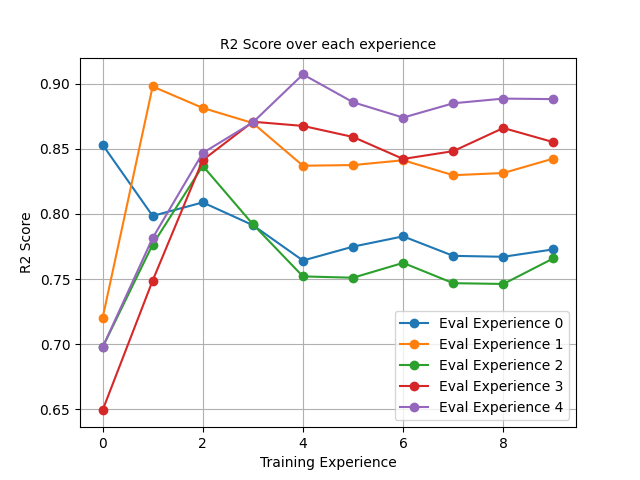 R2 Score over each experience
0.90
0.85
0.80
0.75
0.70
0.65
R2 Score
0
2
4
6
8
Training Experience
Eval Experience 0
Eval Experience 1
Eval Experience 2
Eval Experience 3
Eval Experience 4